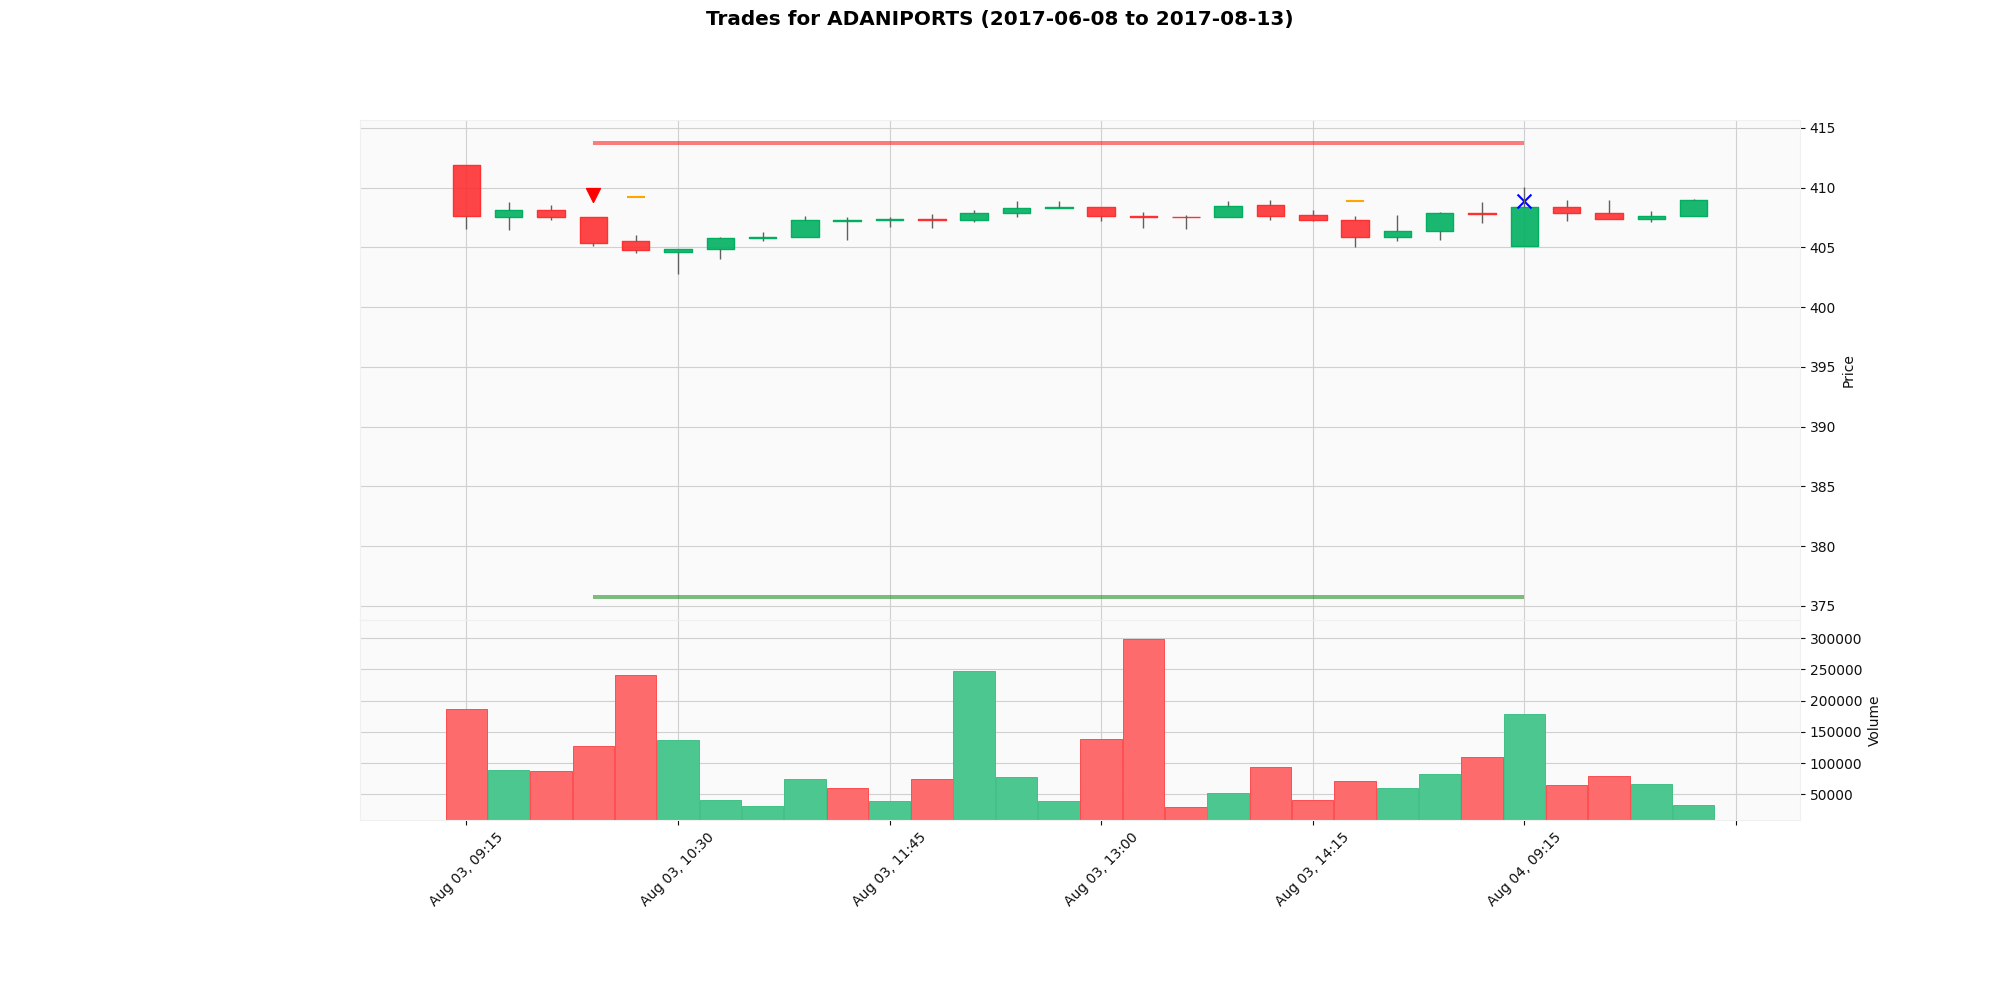 Trades for ADANIPORTS (2017-06-08 to 2017-08-13)
415
410
405
400
395
390
385
380
375
Price
300000
250000
200000
150000
100000
50000
Volume
Aug 03, 09:15
Aug 03, 10:30
Aug 03, 11:45
Aug 03, 13:00
Aug 03, 14:15
Aug 04, 09:15